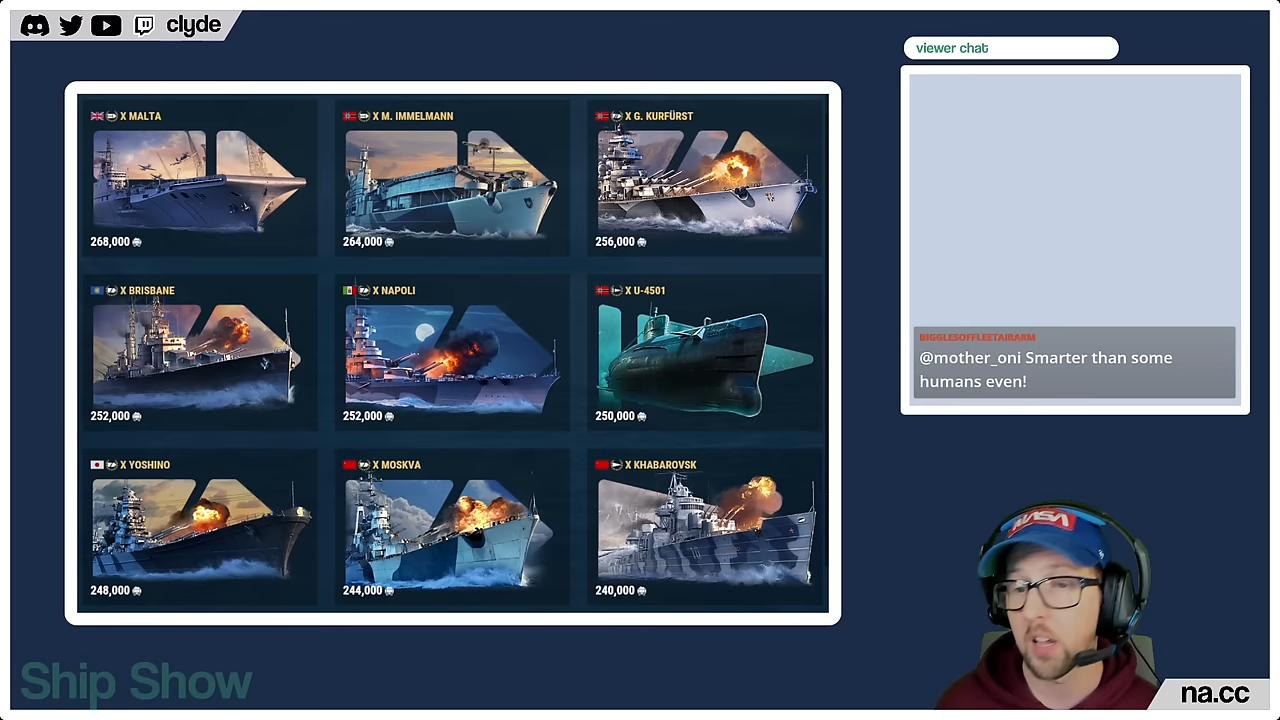 clyde
viewer chat
X MALTA
X M. IMMELMANN
X G. KURFÜRST
268,000
264,000
256,000
X BRISBANE
X NAPOLI
X U-4501
252,000
252,000
250,000
X YOSHINO
X MOSKVA
X KHABAROVSK
248,000
244,000
240,000
BIGGLESOFFLEETAIRARM
@mother_oni Smarter than some
humans even!
NASA
Ship Show
na.cc